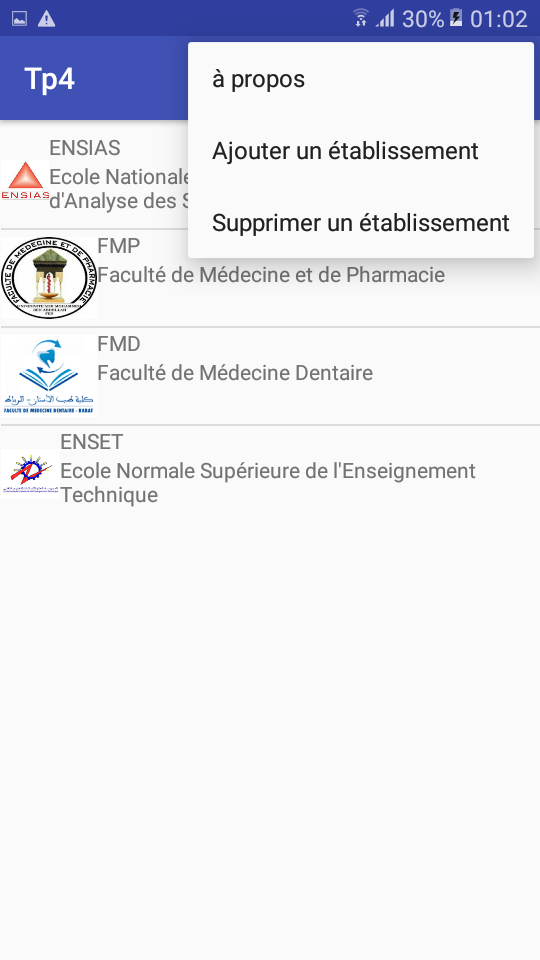 30% 01:02
Tp4
à propos
Ajouter un établissement
Supprimer un établissement
ENSIAS
Ecole Nationale
d'Analyse des S
ENSIAS
FMP
Faculté de Médecine et de Pharmacie
FACULTE DE MEDECINE ET DE PHARMACIE
FMD
Faculté de Médecine Dentaire
FACULTE DE MEDECINE DENTAIRE - RABAT
ENSET
Ecole Normale Supérieure de l'Enseignement
Technique